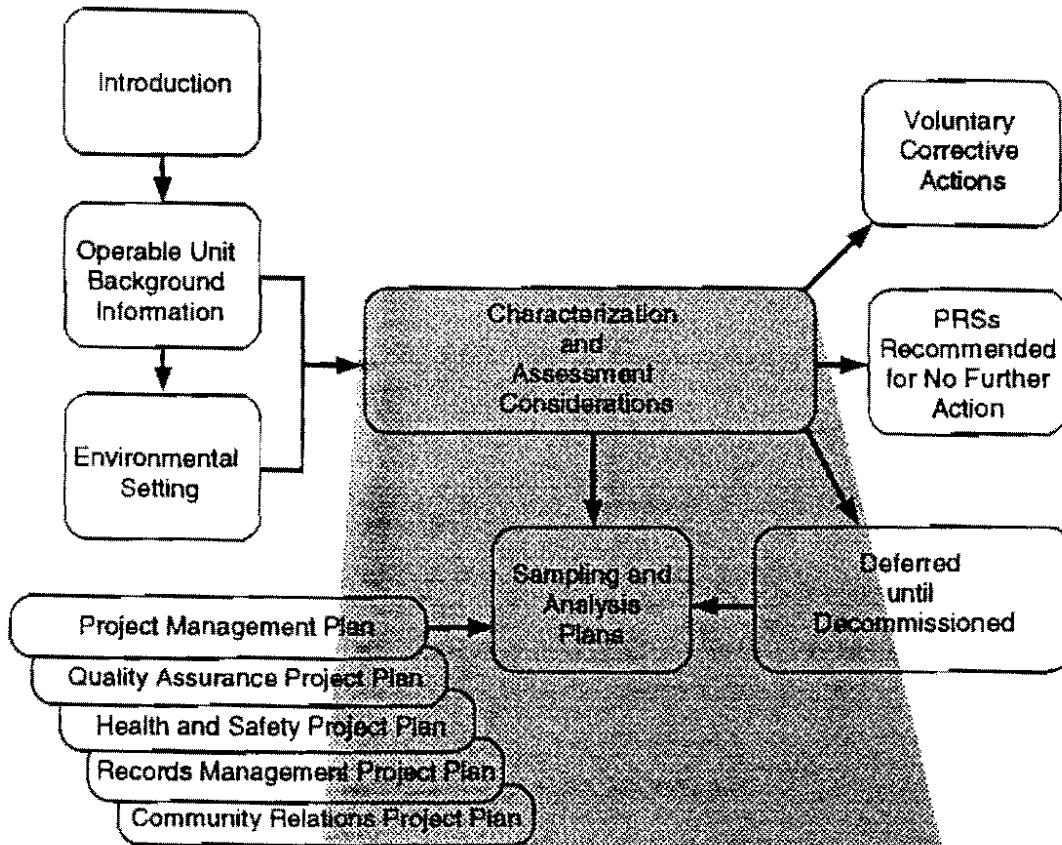 Introduction
Operable Unit
Background
Information
Environmental
Setting
Characterization
and
Assessment
Considerations
Voluntary
Corrective
Actions
PRSs
Recommended
for No Further
Action
Deferred
until
Decommissioned
Sampling and
Analysis
Plans
Project Management Plan
Quality Assurance Project Plan
Health and Safety Project Plan
Records Management Project Plan
Community Relations Project Plan